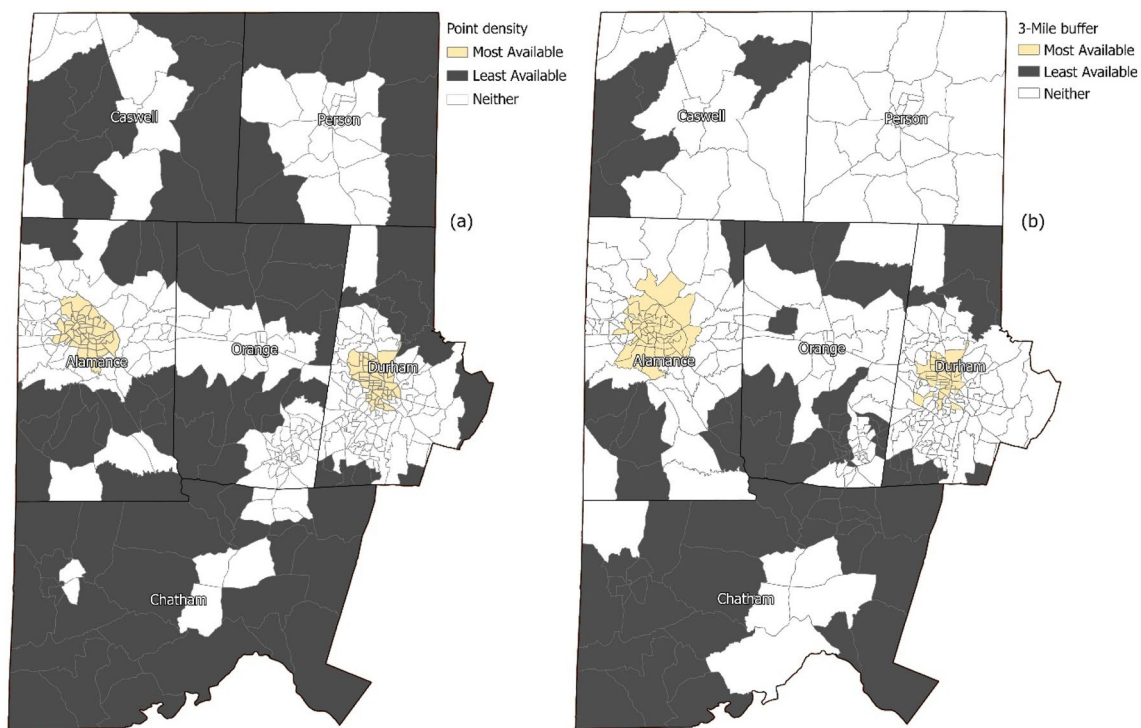 Point density
Most Available
Least Available
Neither
Caswell
Person
(a)
Alamance
Orange
Durham
Chatham
3-Mile buffer
Most Available
Least Available
Neither
Caswell
Person
(b)
Alamance
Orange
Durham
Chatham